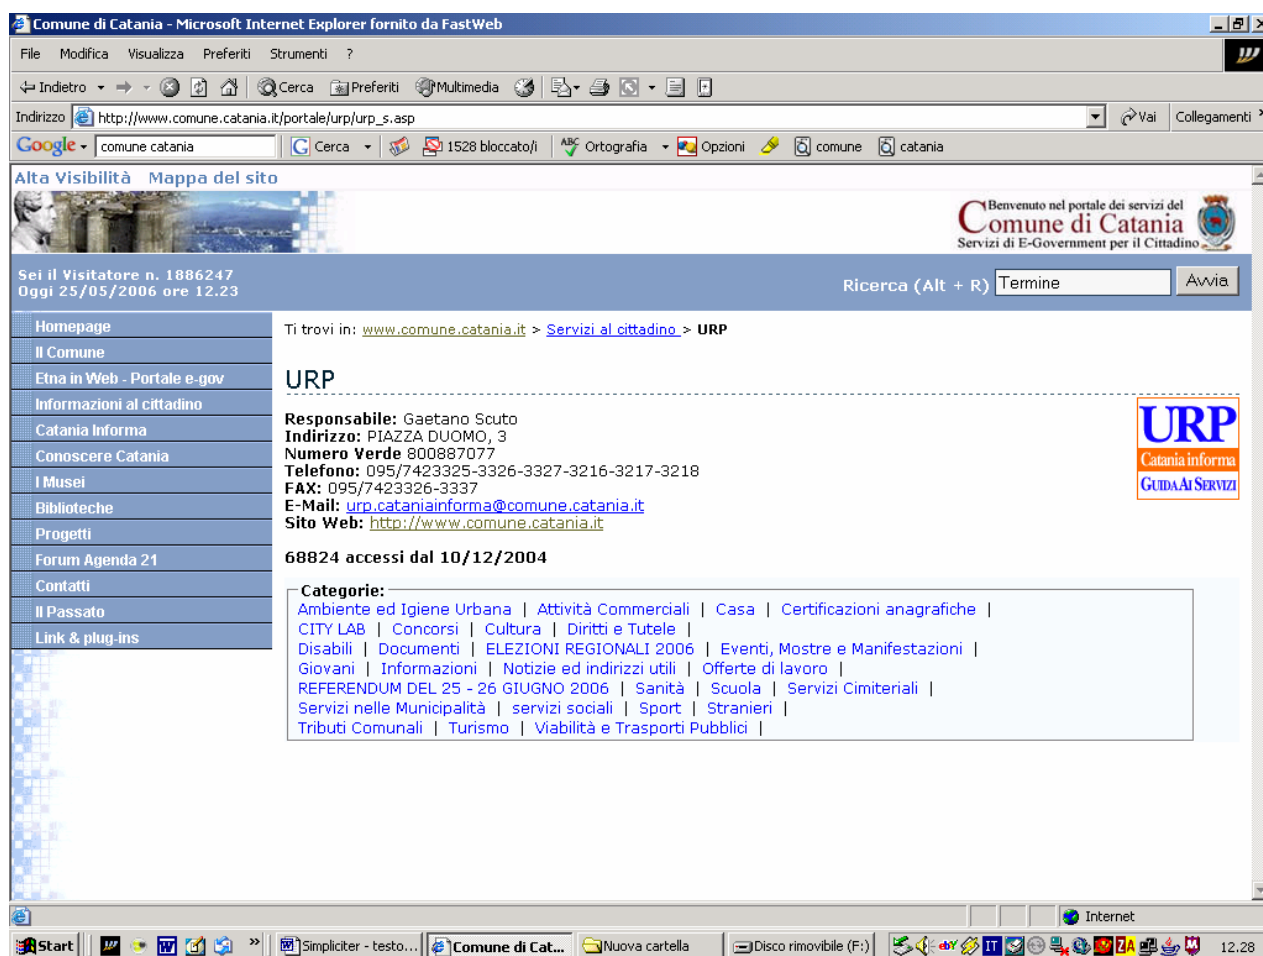 Comune di Catania - Microsoft Internet Explorer fornito da FastWeb
File Modifica Visualizza Preferiti Strumenti ?
Indietro Cerca Preferiti Multimedia
Indirizzo http://www.comune.catania.it/portale/urp/urp_s.asp Vai Collegamenti
Google comune catania Cerca 1528 bloccato/i Ortografia Opzioni comune catania
Alta Visibilità Mappa del sito
Benvenuto nel portale dei servizi del
Comune di Catania
Servizi di E-Government per il Cittadino
Sei il Visitatore n. 1886247
Oggi 25/05/2006 ore 12.23
Ricerca (Alt + R) Termine Avvia
Homepage
Il Comune
Etna in Web - Portale e-gov
Informazioni al cittadino
Catania Informa
Conoscere Catania
I Musei
Biblioteche
Progetti
Forum Agenda 21
Contatti
Il Passato
Link & plug-ins
Ti trovi in: www.comune.catania.it > Servizi al cittadino > URP
URP
Responsabile: Gaetano Scuto
Indirizzo: PIAZZA DUOMO, 3
Numero Verde 800887077
Telefono: 095/7423325-3326-3327-3216-3217-3218
FAX: 095/7423326-3337
E-Mail: urp.cataniainforma@comune.catania.it
Sito Web: http://www.comune.catania.it
URP
Catania informa
GUIDA AI SERVIZI
68824 accessi dal 10/12/2004
Categorie:
Ambiente ed Igiene Urbana | Attività Commerciali | Casa | Certificazioni anagrafiche |
CITY LAB | Concorsi | Cultura | Diritti e Tutele |
Disabili | Documenti | ELEZIONI REGIONALI 2006 | Eventi, Mostre e Manifestazioni |
Giovani | Informazioni | Notizie ed indirizzi utili | Offerte di lavoro |
REFERENDUM DEL 25 - 26 GIUGNO 2006 | Sanità | Scuola | Servizi Cimiteriali |
Servizi nelle Municipalità | servizi sociali | Sport | Stranieri |
Tributi Comunali | Turismo | Viabilità e Trasporti Pubblici |
Internet
Start Simpliciter - testo... Comune di Cat... Nuova cartella Disco rimovibile (F:) IT ZA 12.28